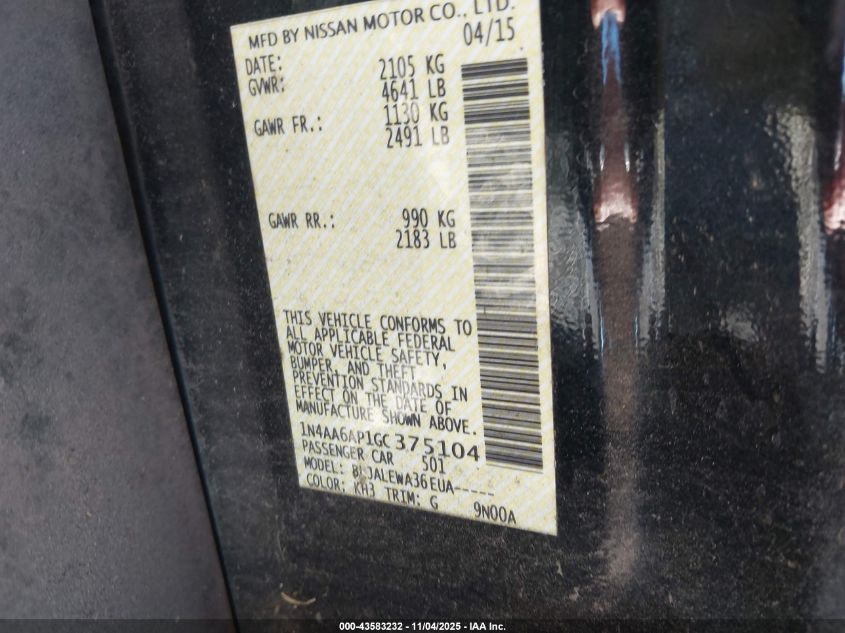 MFD BY NISSAN MOTOR CO., LTD.
DATE: 04/15
GVWR: 2105 KG
4641 LB
GAWR FR.: 1130 KG
2491 LB
GAWR RR.: 990 KG
2183 LB
THIS VEHICLE CONFORMS TO
ALL APPLICABLE FEDERAL
MOTOR VEHICLE SAFETY,
BUMPER, AND THEFT
PREVENTION STANDARDS IN
EFFECT ON THE DATE OF
MANUFACTURE SHOWN ABOVE.
1N4AA6AP1GC375104
PASSENGER CAR 501
MODEL:
COLOR: KH3 TRIM: G 9N00A
000-43583232 - 11/04/2025 - IAA Inc.